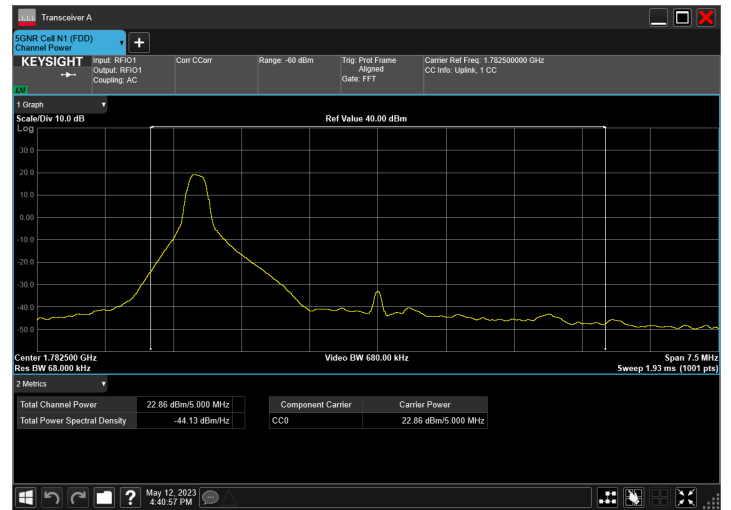 Transceiver A
5GNR Cell N1 (FDD)
Channel Power
KEYSIGHT
LXI
Input: RFIO1
Output: RFIO1
Coupling: AC
Corr CCorr
Range: -60 dBm
Trig: Prot Frame
Aligned
Gate: FFT
Carrier Ref Freq: 1.782500000 GHz
CC Info: Uplink, 1 CC
1 Graph
Scale/Div 10.0 dB
Ref Value 40.00 dBm
Log
30.0
20.0
10.0
0.00
-10.0
-20.0
-30.0
-40.0
-50.0
Center 1.782500 GHz
Video BW 680.00 kHz
Span 7.5 MHz
Res BW 68.000 kHz
Sweep 1.93 ms (1001 pts)
2 Metrics
Total Channel Power 22.86 dBm/5.000 MHz
Total Power Spectral Density -44.13 dBm/Hz
Component Carrier Carrier Power
CC0 22.86 dBm/5.000 MHz
?
May 12, 2023
4:40:57 PM